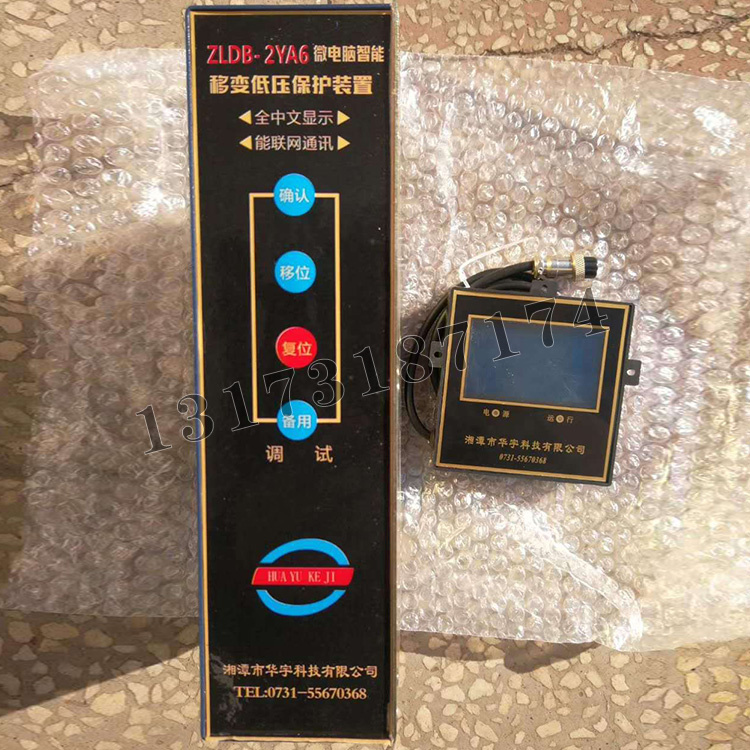 ZLDB-2YA6 微电脑智能
移变低压保护装置
全中文显示
能联网通讯
确认
移位
复位
备用
调 试
HUA YU KE JI
湘潭市华宇科技有限公司
TEL:0731-55670368
电源
运行
湘潭市华宇科技有限公司
0731-55670368
13173187174